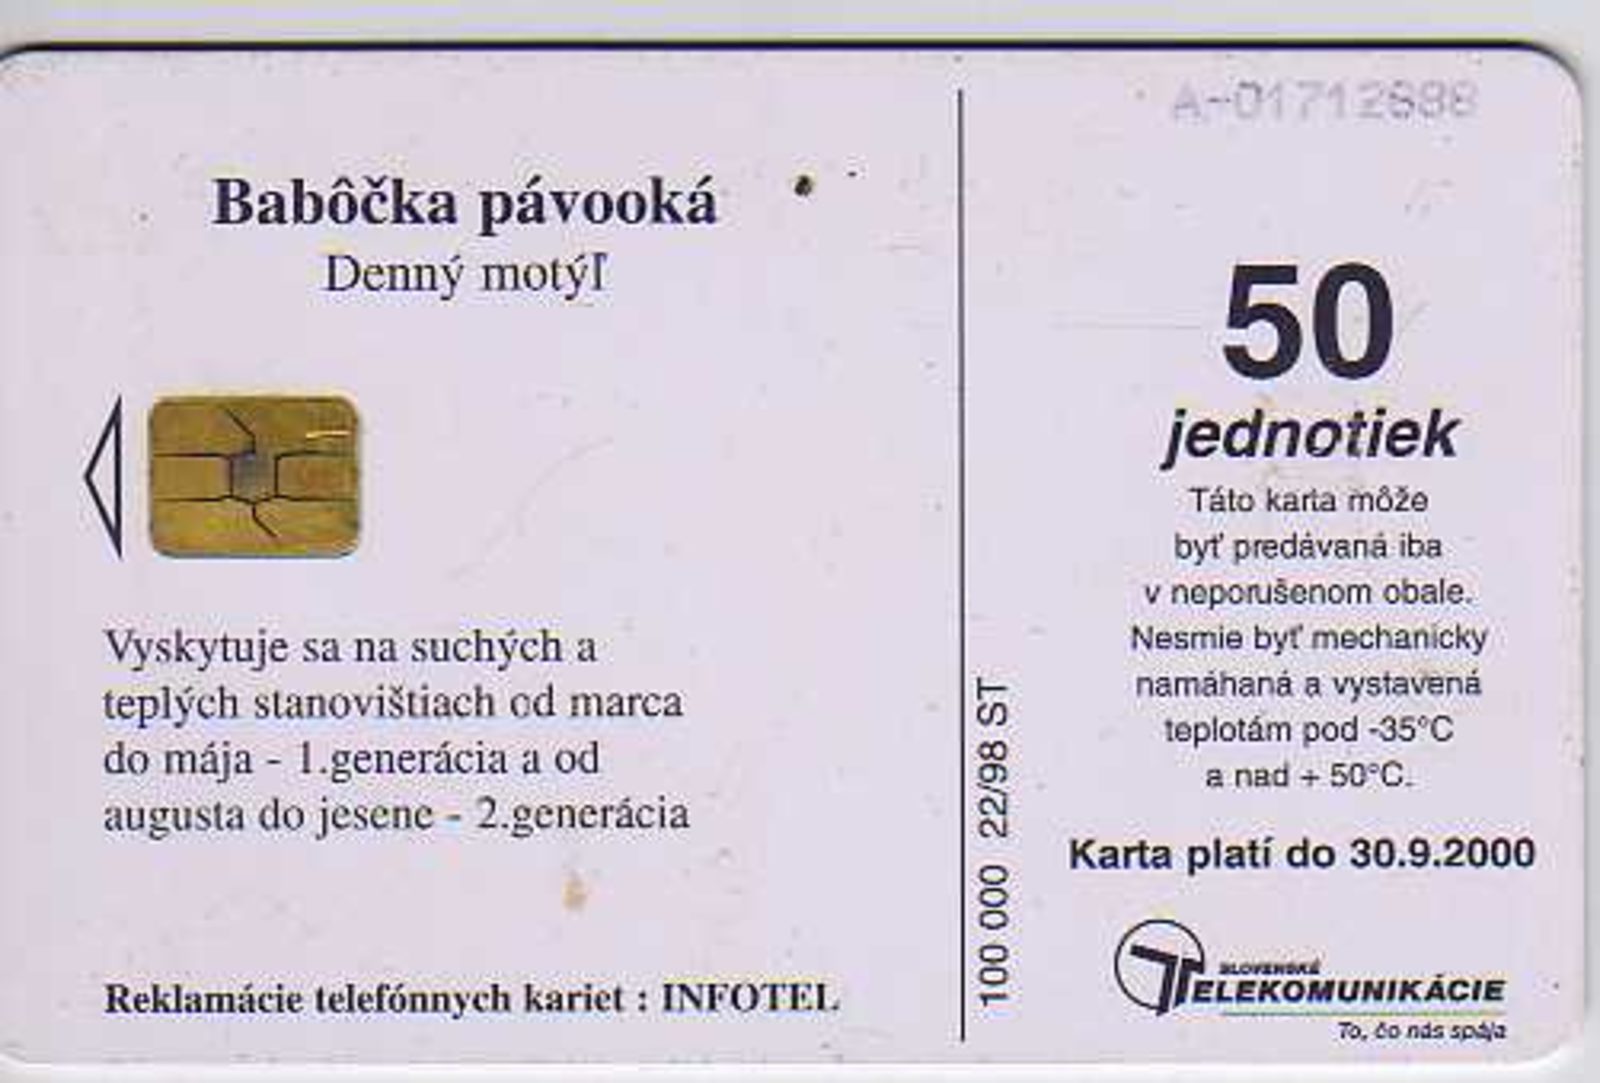 Babôčka pávooká
Denný motýľ
Vyskytuje sa na suchých a
teplých stanovištiach od marca
do mája - 1.generácia a od
augusta do jesene - 2.generácia
Reklamácie telefónnych kariet : INFOTEL
100 000 22/98 ST
50
jednotiek
Táto karta môže
byť predávaná iba
v neporušenom obale.
Nesmie byť mechanicky
namáhaná a vystavená
teplotám pod -35°C
a nad + 50°C.
Karta platí do 30.9.2000
SLOVENSKÉ
TELEKOMUNIKÁCIE
To, čo nás spája